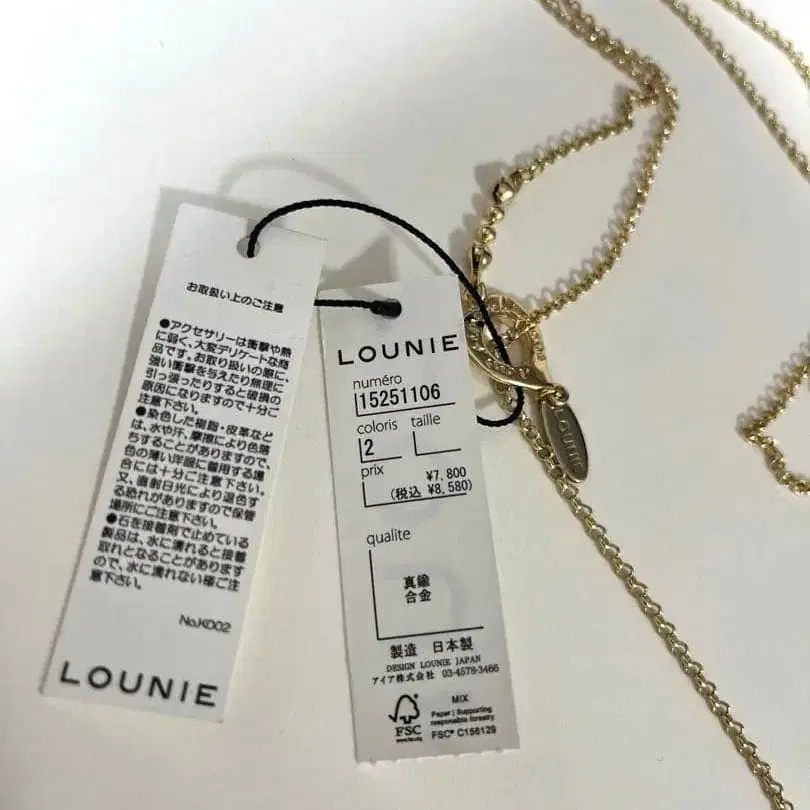 お取扱い上のご注意
●アクセサリーは衝撃や熱
に弱く、大変デリケートな商
品です。お取り扱いの際に、
強い衝撃を与えたり無理に
引っ張ったりすると破損の
原因になりますので十分ご
注意下さい。
●染色した樹脂・皮革など
は、水や汗、摩擦により色落
ちすることがありますので、
色の薄い洋服に着用する場
合には十分ご注意下さい。
又、直射日光により退色す
る恐れがありますので保管
場所にご注意下さい。
●石を接着剤で止めている
製品は、水に濡れると接着
取れとなることがあります
ので、水に濡れない様ご注
意下さい。
No.KD02
LOUNIE
LOUNIE
numéro
15251106
coloris taille
2
prix
¥7,800
(税込 ¥8,580)
qualite
真鍮
合金
製造 日本製
DESIGN LOUNIE JAPAN
アイア株式会社 03-4578-3466
FSC
www.fsc.org
MIX
Paper | Supporting
responsible forestry
FSC® C158129
LOUNIE